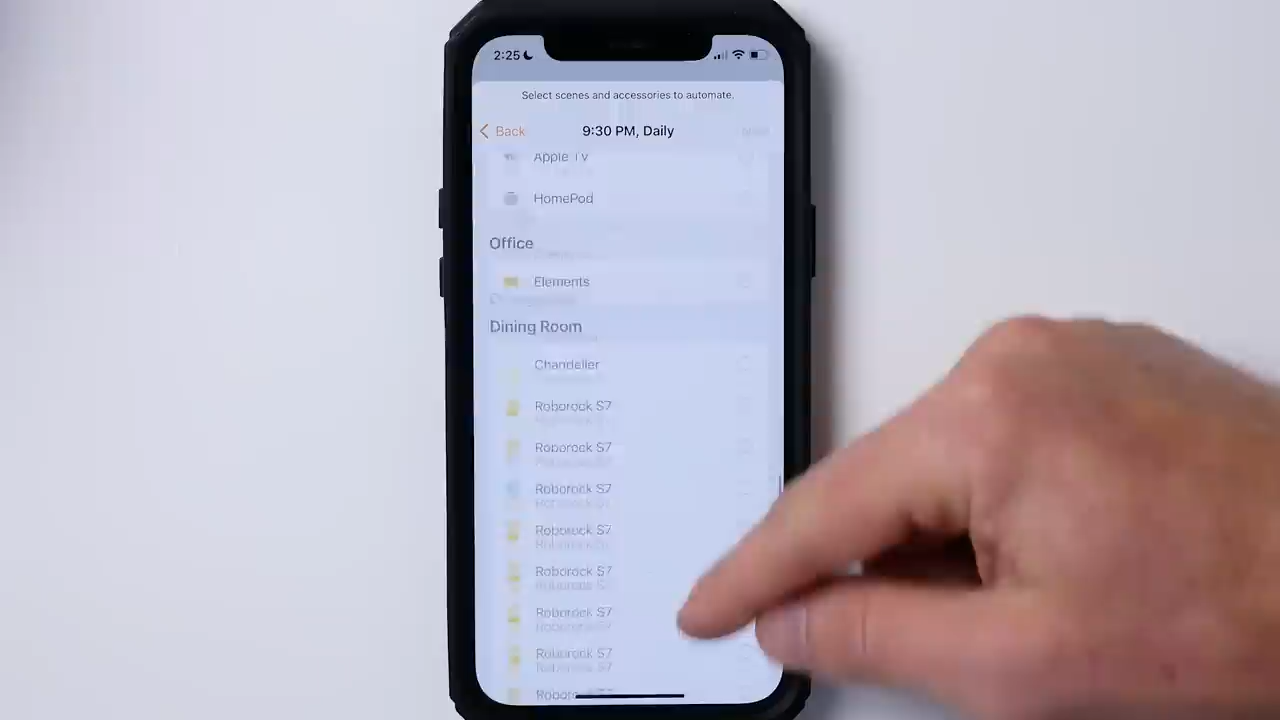 2:25
Select scenes and accessories to automate.
Back
9:30 PM, Daily
Apple TV
HomePod
Office
Elements
Dining Room
Chandelier
Roborock S7
Roborock S7
Roborock S7
Roborock S7
Roborock S7
Roborock S7
Roborock S7